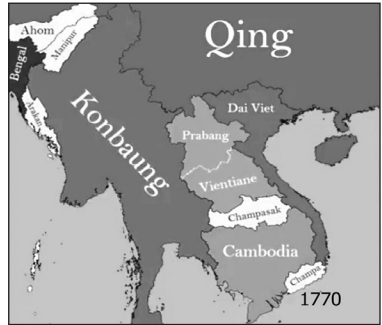 Qing
Ahom
Manipur
Bengal
Arakan
Konbaung
Dai Viet
Prabang
Vientiane
Champasak
Cambodia
Champa
1770